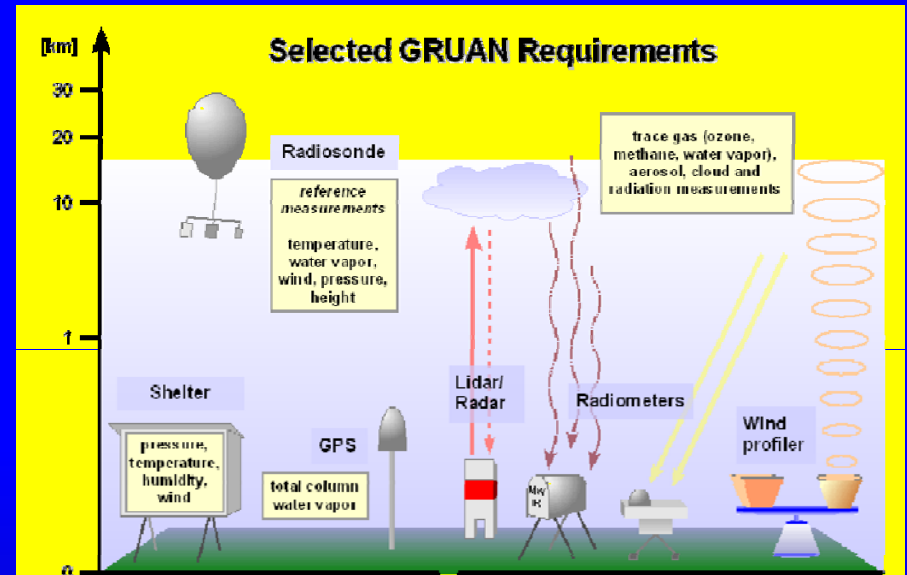 [km]
Selected GRUAN Requirements
30
20
10
1
0
Radiosonde
reference
measurements
temperature,
water vapor,
wind, pressure,
height
trace gas (ozone,
methane, water vapor),
aerosol, cloud and
radiation measurements
Shelter
pressure,
temperature,
humidity,
wind
GPS
total column
water vapor
Lidar/
Radar
Radiometers
Mw
R
Wind
profiler